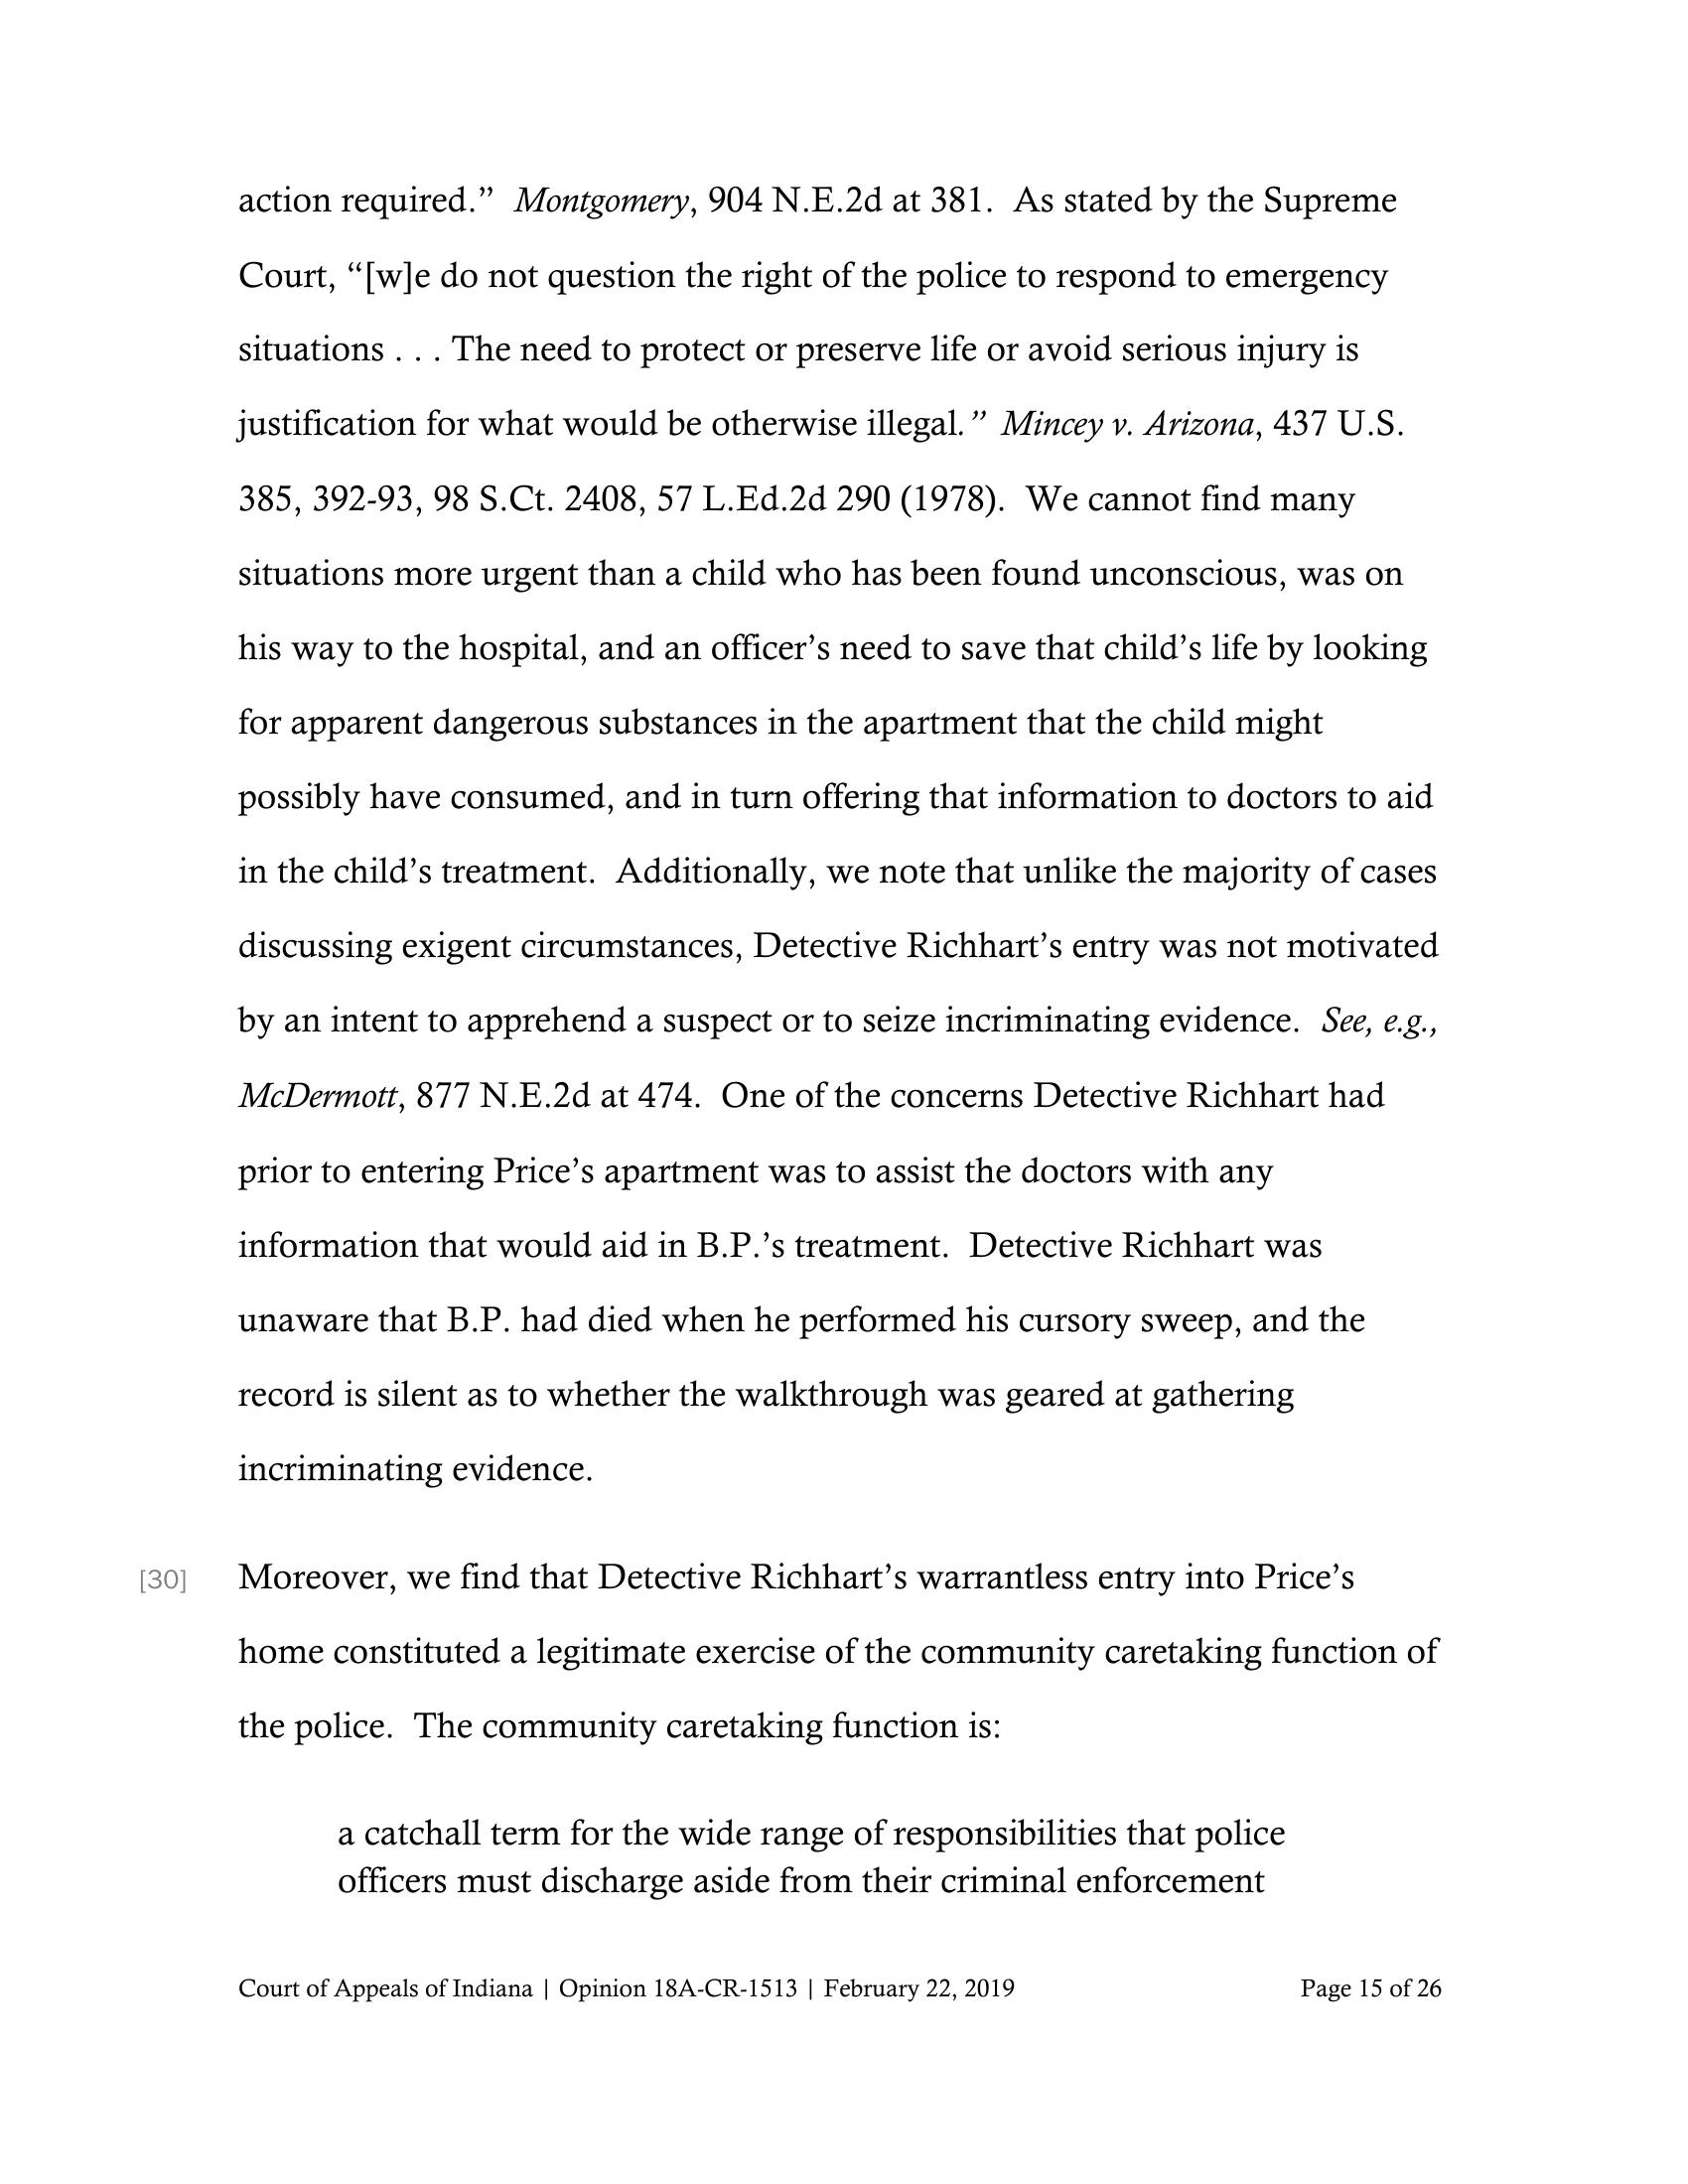 action required.” Montgomery, 904 N.E.2d at 381. As stated by the Supreme
Court, “[w]e do not question the right of the police to respond to emergency
situations . . . The need to protect or preserve life or avoid serious injury is
justification for what would be otherwise illegal.” Mincey v. Arizona, 437 U.S.
385, 392-93, 98 S.Ct. 2408, 57 L.Ed.2d 290 (1978). We cannot find many
situations more urgent than a child who has been found unconscious, was on
his way to the hospital, and an officer’s need to save that child’s life by looking
for apparent dangerous substances in the apartment that the child might
possibly have consumed, and in turn offering that information to doctors to aid
in the child’s treatment. Additionally, we note that unlike the majority of cases
discussing exigent circumstances, Detective Richhart’s entry was not motivated
by an intent to apprehend a suspect or to seize incriminating evidence. See, e.g.,
McDermott, 877 N.E.2d at 474. One of the concerns Detective Richhart had
prior to entering Price’s apartment was to assist the doctors with any
information that would aid in B.P.’s treatment. Detective Richhart was
unaware that B.P. had died when he performed his cursory sweep, and the
record is silent as to whether the walkthrough was geared at gathering
incriminating evidence.
[30] Moreover, we find that Detective Richhart’s warrantless entry into Price’s
home constituted a legitimate exercise of the community caretaking function of
the police. The community caretaking function is:
a catchall term for the wide range of responsibilities that police
officers must discharge aside from their criminal enforcement
Court of Appeals of Indiana | Opinion 18A-CR-1513 | February 22, 2019 Page 15 of 26